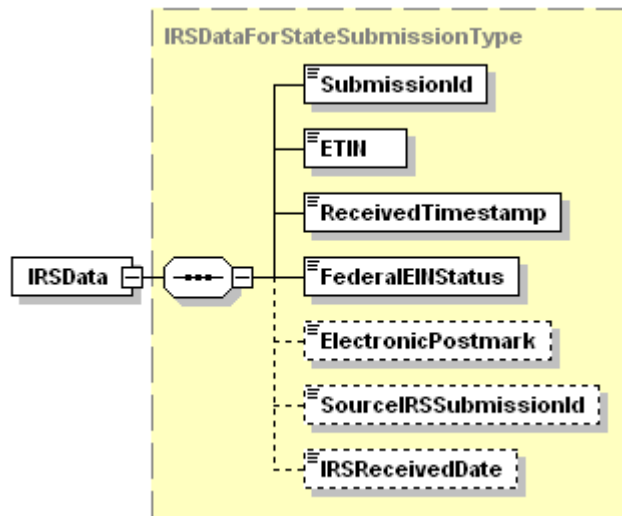 IRSDataForStateSubmissionType
SubmissionId
ETIN
ReceivedTimestamp
IRSData
FederalEINStatus
ElectronicPostmark
SourceIRSSubmissionId
IRSReceivedDate